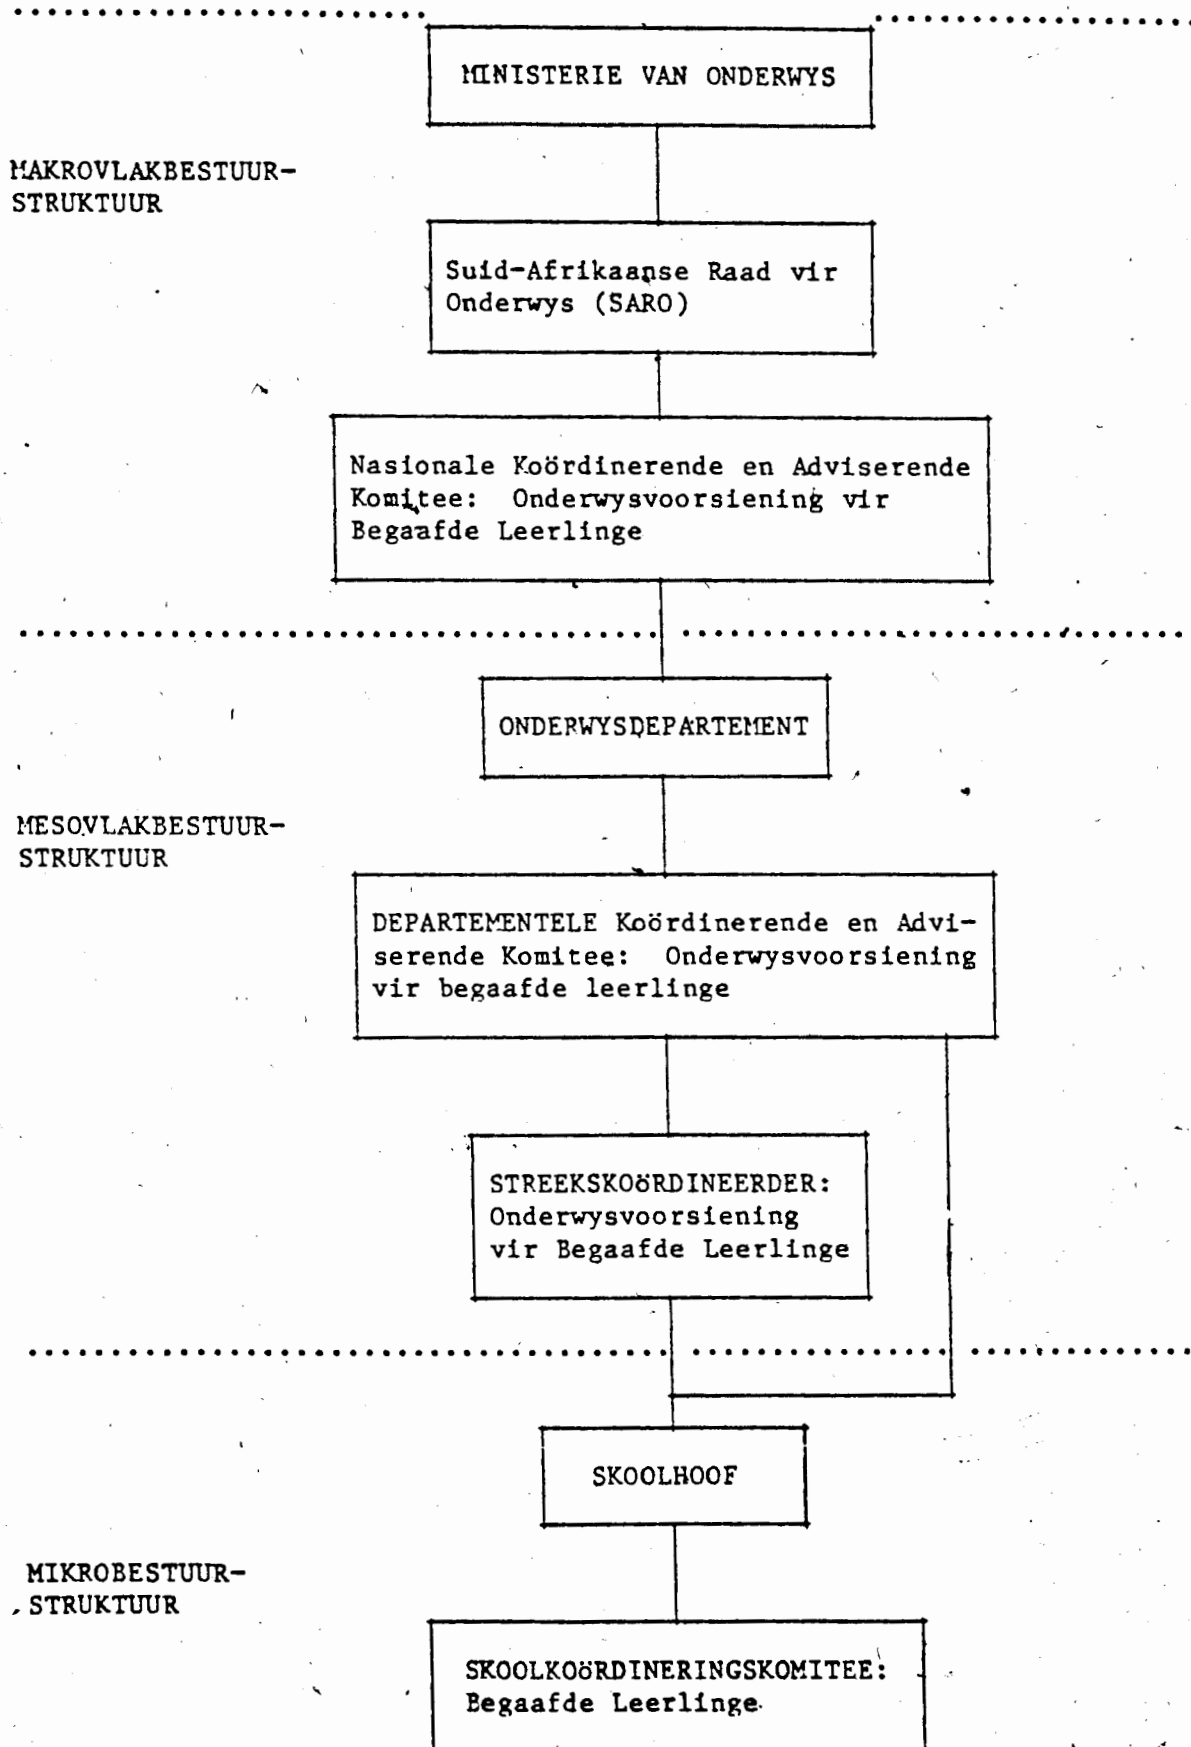 MINISTERIE VAN ONDERWYS
MAKROVLAKBESTUUR-
STRUKTUUR
Suid-Afrikaanse Raad vir
Onderwys (SARO)
Nasionale Koördinerende en Adviserende
Komitee: Onderwysvoorsiening vir
Begaafde Leerlinge
ONDERWYSDEPARTEMENT
MESOVLAKBESTUUR-
STRUKTUUR
DEPARTEMENTELE Koördinerende en Advi-
serende Komitee: Onderwysvoorsiening
vir begaafde leerlinge
STREEKSKOöRDINEERDER:
Onderwysvoorsiening
vir Begaafde Leerlinge
SKOOLHOOF
MIKROBESTUUR-
STRUKTUUR
SKOOLKOöRDINERINGSKOMITEE:
Begaafde Leerlinge